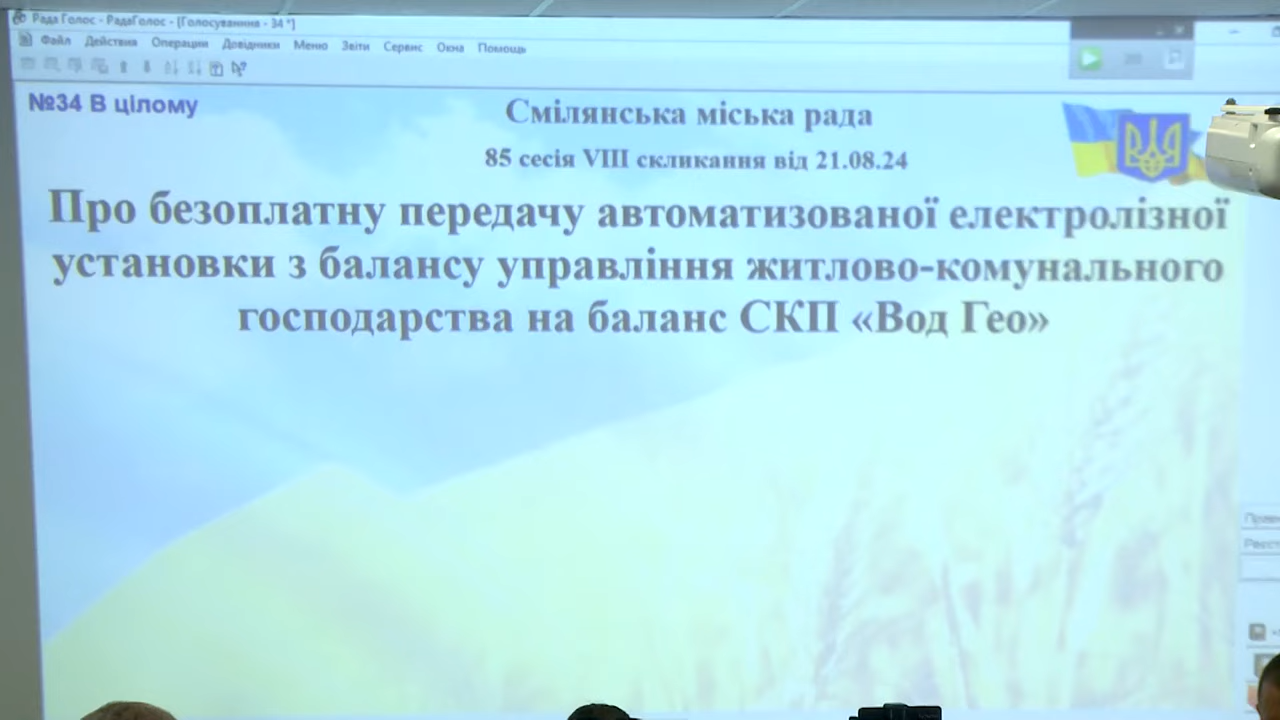 Рада Голос - РадаГолос - [Голосування - 34 *]
Файл Действия Операции Довідники Меню Звіти Сервис Окна Помощь
№34 В цілому
Смілянська міська рада
85 сесія VIII скликання від 21.08.24
Про безоплатну передачу автоматизованої електролізної
установки з балансу управління житлово-комунального
господарства на баланс СКП «Вод Гео»